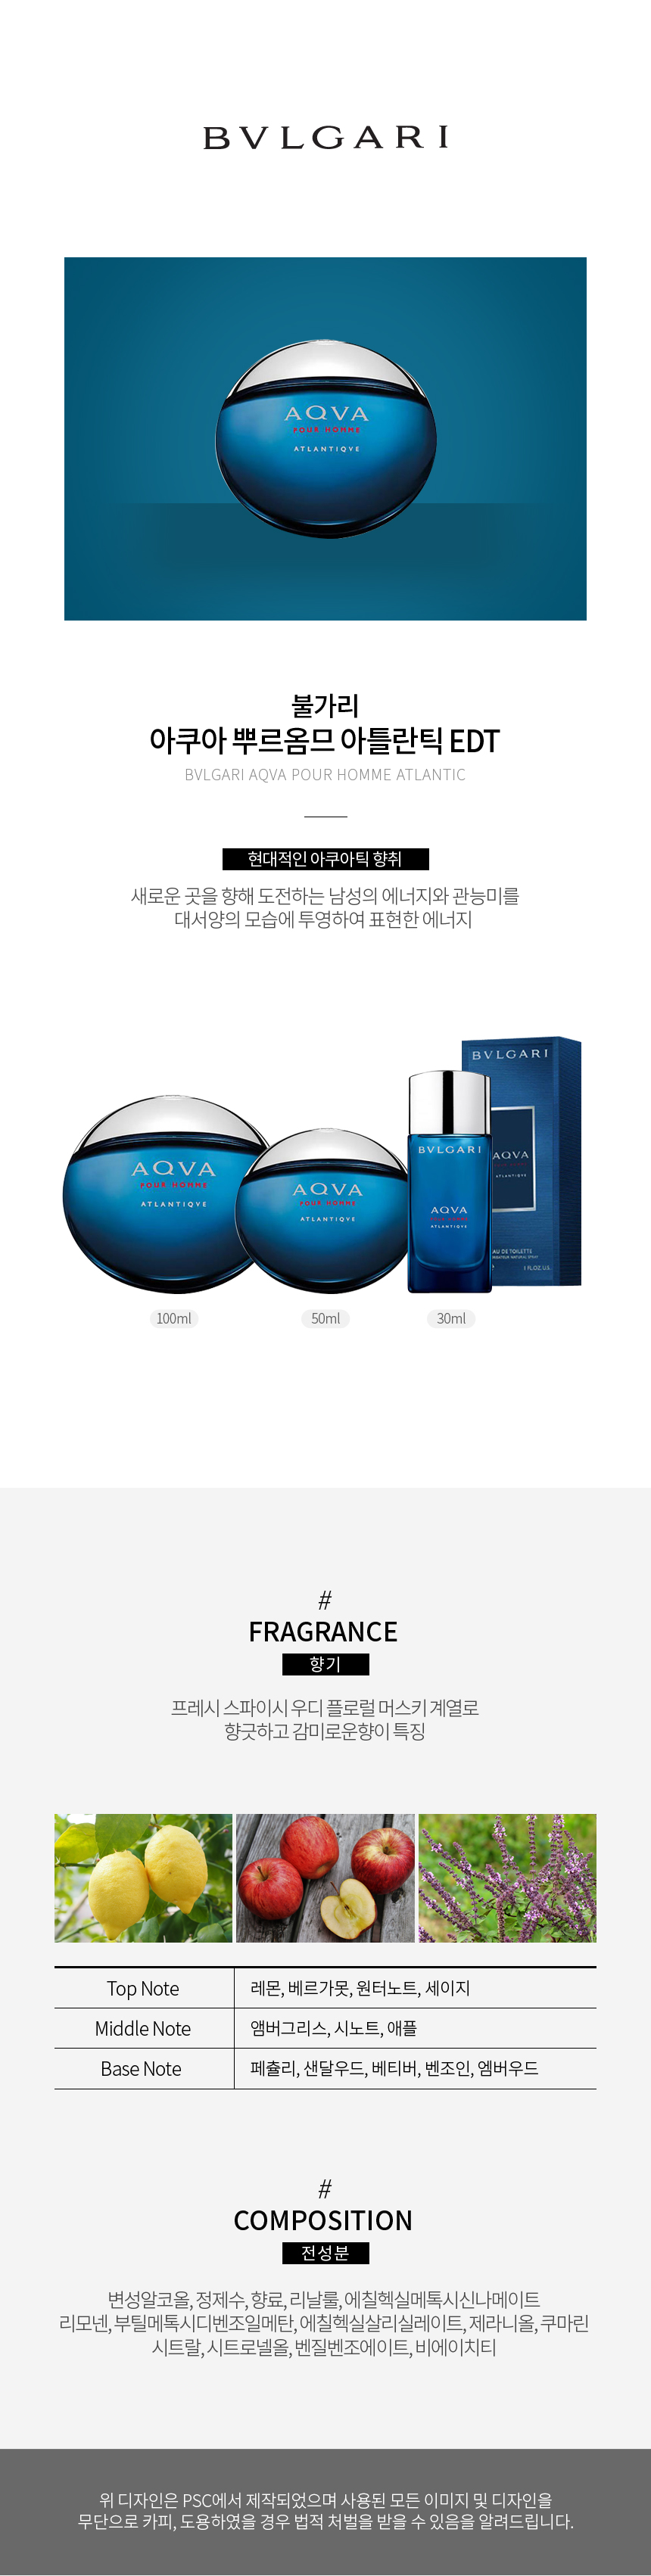 BVLGARI
AQVA
POUR HOMME
ATLANTIQVE
불가리
아쿠아 뿌르옴므 아틀란틱 EDT
BVLGARI AQVA POUR HOMME ATLANTIC
현대적인 아쿠아틱 향취
새로운 곳을 향해 도전하는 남성의 에너지와 관능미를
대서양의 모습에 투영하여 표현한 에너지
AQVA
POUR HOMME
ATLANTIQVE
AQVA
POUR HOMME
ATLANTIQVE
BVLGARI
AQVA
POUR HOMME
ATLANTIQVE
BVLGARI
AQVA
ATLANTIQVE
EAU DE TOILETTE
1 FL.OZ.U.S.
100ml
50ml
30ml
#
FRAGRANCE
향기
프레시 스파이시 우디 플로럴 머스키 계열로
향긋하고 감미로운향이 특징
Top Note 레몬, 베르가못, 원터노트, 세이지
Middle Note 앰버그리스, 시노트, 애플
Base Note 페츌리, 샌달우드, 베티버, 벤조인, 엠버우드
#
COMPOSITION
전성분
변성알코올, 정제수, 향료, 리날룰, 에칠헥실메톡시신나메이트
리모넨, 부틸메톡시디벤조일메탄, 에칠헥실살리실레이트, 제라니올, 쿠마린
시트랄, 시트로넬올, 벤질벤조에이트, 비에이치티
위 디자인은 PSC에서 제작되었으며 사용된 모든 이미지 및 디자인을
무단으로 카피, 도용하였을 경우 법적 처벌을 받을 수 있음을 알려드립니다.